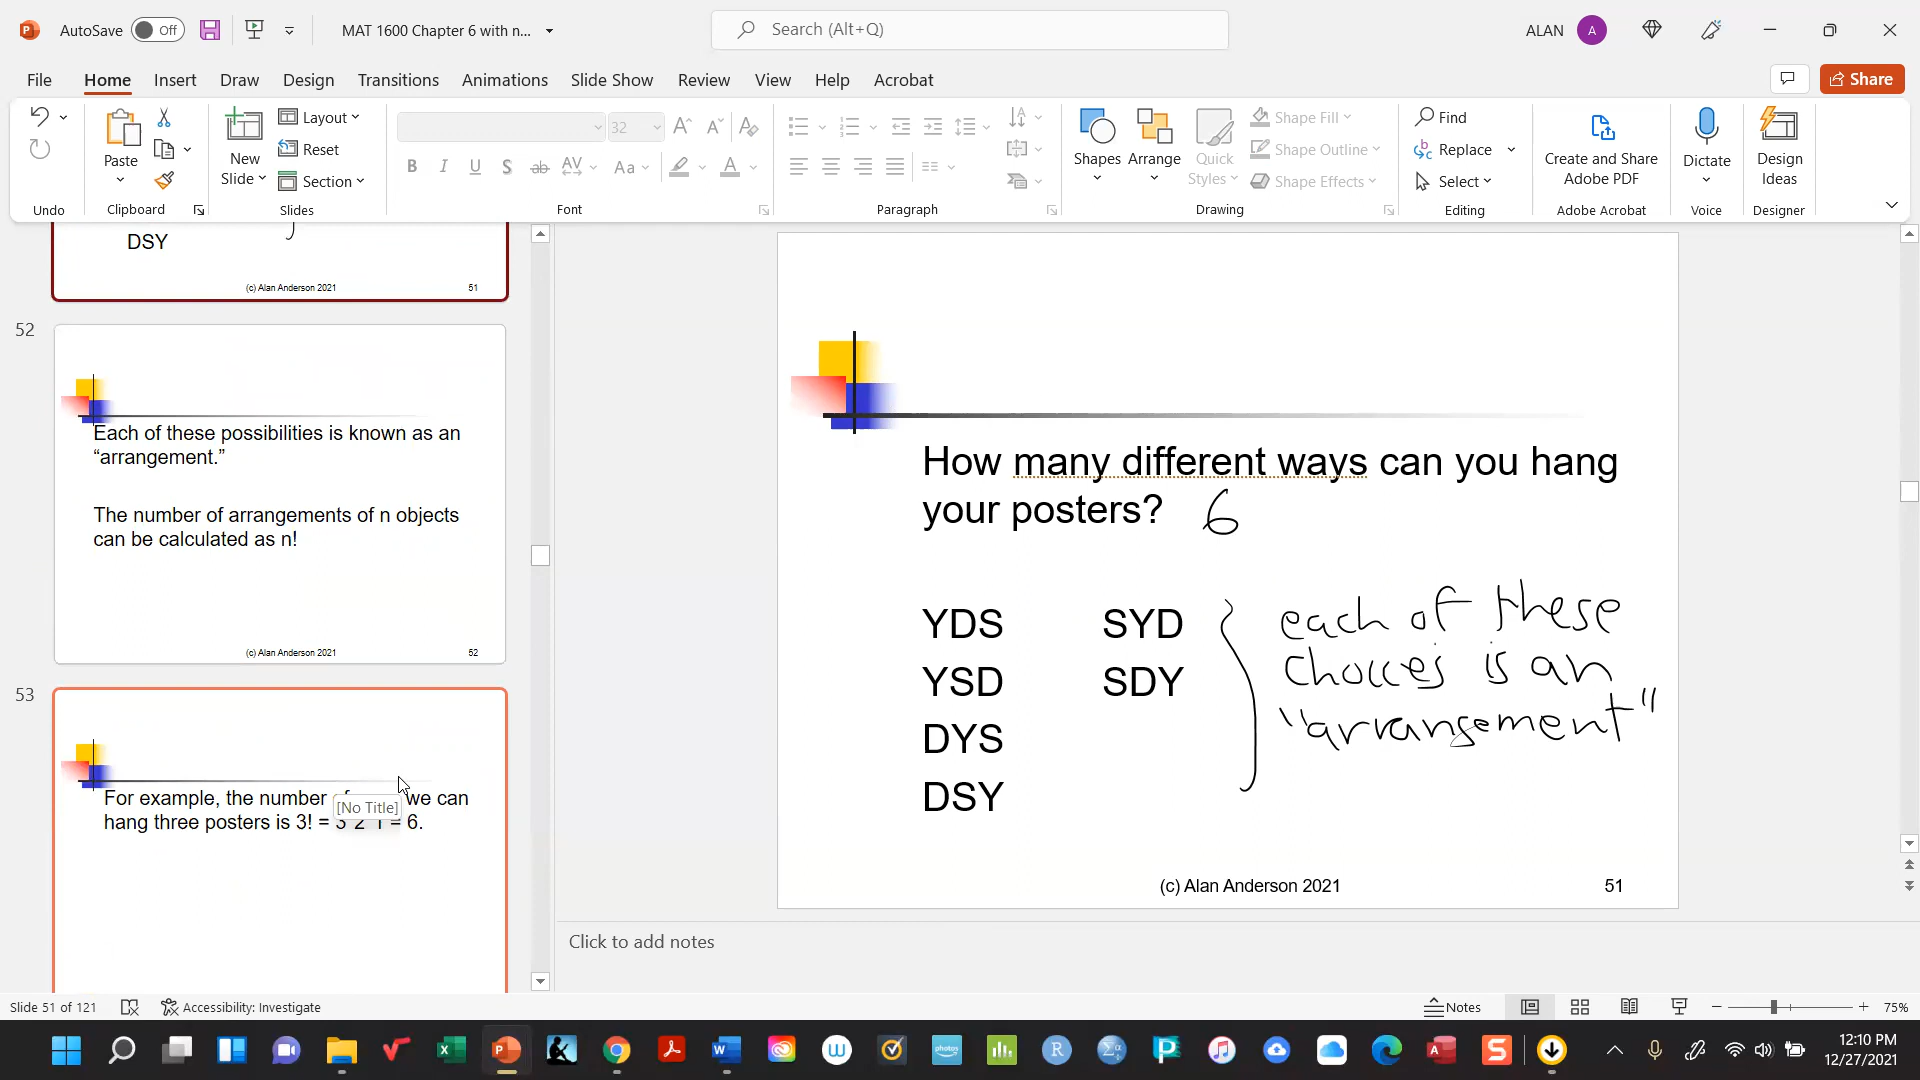 AutoSave Off MAT 1600 Chapter 6 with n... Search (Alt+Q) ALAN A
File Home Insert Draw Design Transitions Animations Slide Show Review View Help Acrobat Share
Paste
New Slide
Layout
Reset
Section
32
Aa
Shapes
Arrange
Quick Styles
Shape Fill
Shape Outline
Shape Effects
Find
Replace
Select
Create and Share Adobe PDF
Dictate
Design Ideas
Undo Clipboard Slides Font Paragraph Drawing Editing Adobe Acrobat Voice Designer
DSY
(c) Alan Anderson 2021 51
52
Each of these possibilities is known as an
“arrangement.”
The number of arrangements of n objects
can be calculated as n!
(c) Alan Anderson 2021 52
53
For example, the number we can
[No Title]
hang three posters is 3! = 3 2 1 = 6.
How many different ways can you hang
your posters? 6
YDS SYD
YSD SDY
DYS
DSY
each of these
choices is an
"arrangement"
(c) Alan Anderson 2021 51
Click to add notes
Slide 51 of 121 Accessibility: Investigate Notes 75%
12:10 PM
12/27/2021